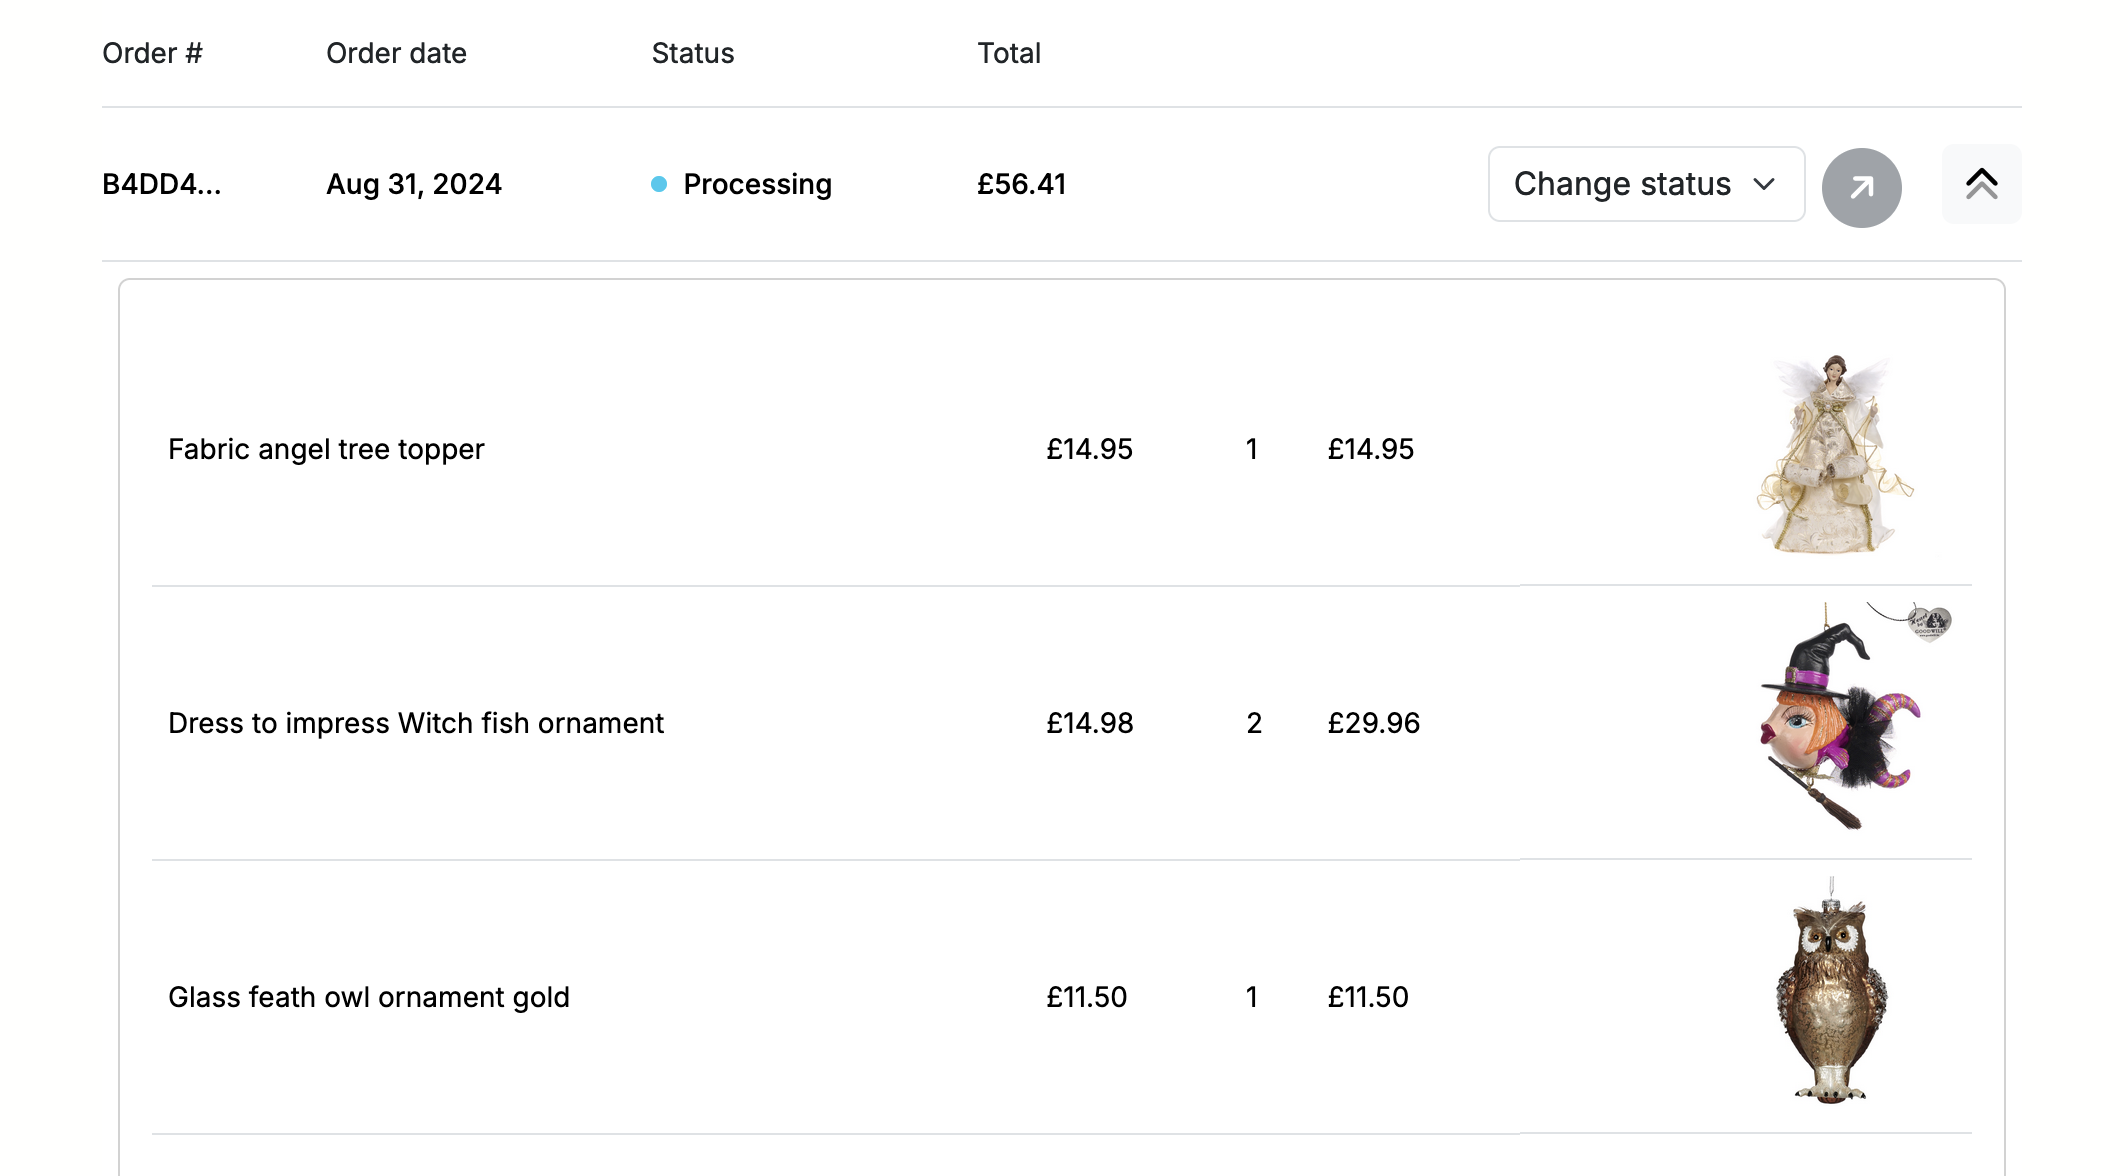 Order # Order date Status Total
B4DD4... Aug 31, 2024 Processing £56.41 Change status
Fabric angel tree topper £14.95 1 £14.95
GOODWILL
Dress to impress Witch fish ornament £14.98 2 £29.96
Glass feath owl ornament gold £11.50 1 £11.50